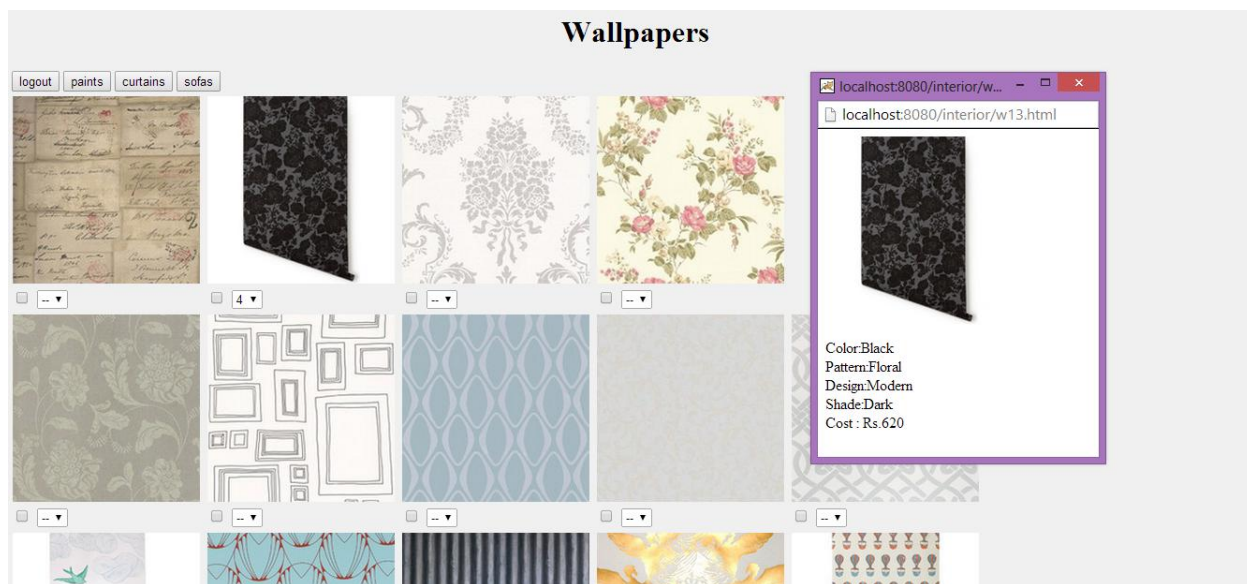 Wallpapers
logout paints curtains sofas
localhost:8080/interior/w...
localhost:8080/interior/w13.html
-- 4 -- --
Color:Black
Pattern:Floral
Design:Modern
Shade:Dark
Cost : Rs.620
-- -- -- -- --